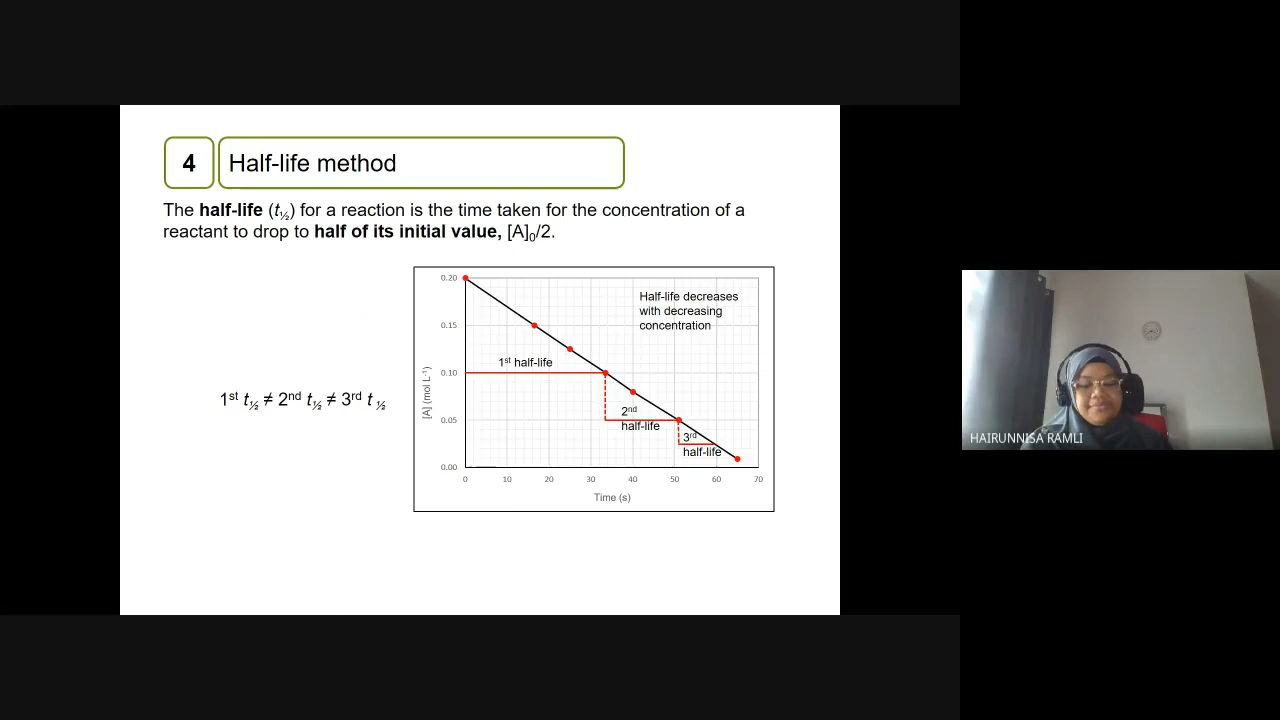 4
Half-life method
The half-life (t½) for a reaction is the time taken for the concentration of a
reactant to drop to half of its initial value, [A]₀/2.
1st t½ ≠ 2nd t½ ≠ 3rd t½
Half-life decreases
with decreasing
concentration
1st half-life
2nd
half-life
3rd
half-life
0.20
0.15
0.10
0.05
0.00
[A] (mol L⁻¹)
0 10 20 30 40 50 60 70
Time (s)
HAIRUNNISA RAMLI